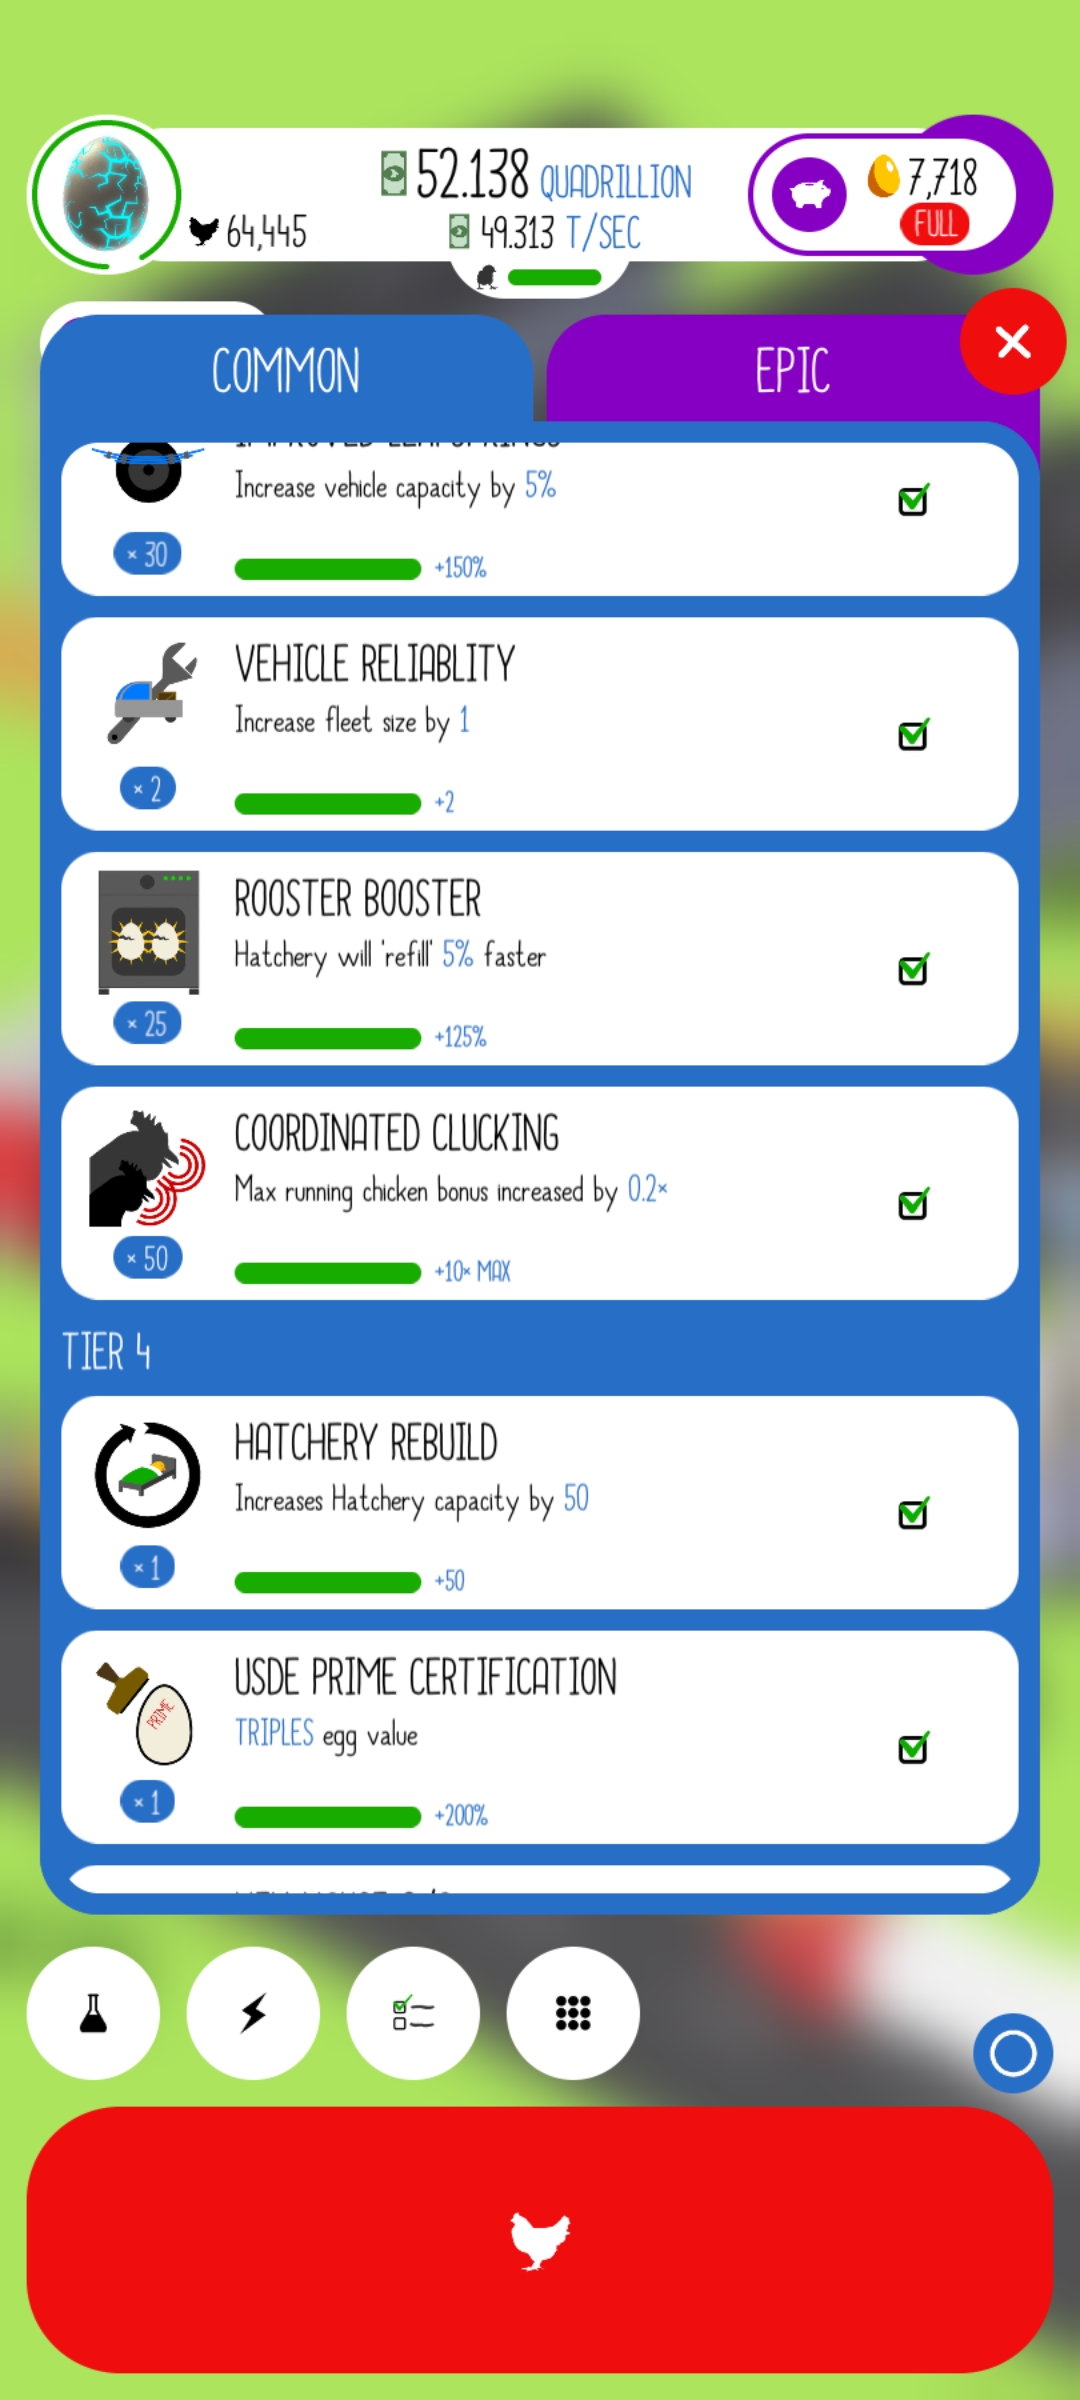 52.138 QUADRILLION
7,718
64,445
49.313 T/SEC
FULL
COMMON
EPIC
Increase vehicle capacity by 5%
× 30
+150%
VEHICLE RELIABLITY
Increase fleet size by 1
× 2
+2
ROOSTER BOOSTER
Hatchery will 'refill' 5% faster
× 25
+125%
COORDINATED CLUCKING
Max running chicken bonus increased by 0.2×
× 50
+10× MAX
TIER 4
HATCHERY REBUILD
Increases Hatchery capacity by 50
× 1
+50
USDE PRIME CERTIFICATION
PRIME
TRIPLES egg value
× 1
+200%